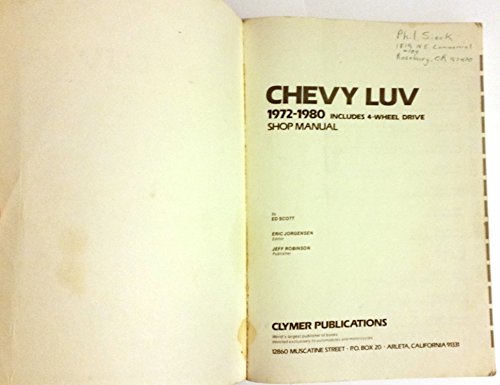 Phil Sieck
1819 N.E. Commercial
Roseburg, OR 97470
CHEVY LUV
1972-1980 INCLUDES 4-WHEEL DRIVE
SHOP MANUAL
By
ED SCOTT
ERIC JORGENSEN
Editor
JEFF ROBINSON
Publisher
CLYMER PUBLICATIONS
World's largest publisher of books
devoted exclusively to automobiles and motorcycles
12860 MUSCATINE STREET · P.O. BOX 20 · ARLETA, CALIFORNIA 91331